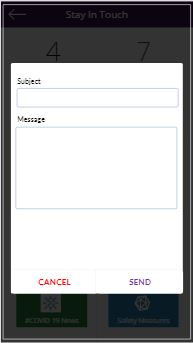 Stay In Touch
4 7
Subject
Message
CANCEL SEND
#COVID 19 News Safety Measures